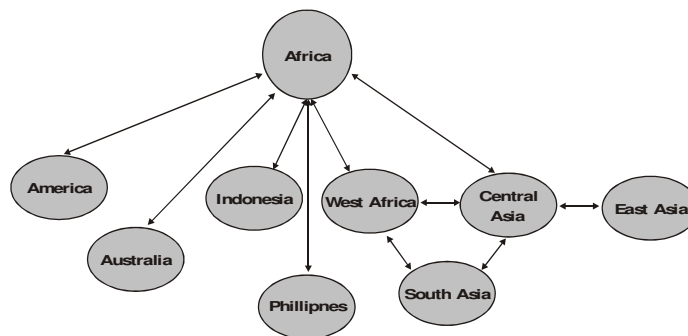 Africa
America
Indonesia
West Africa
Central
Asia
East Asia
Australia
South Asia
Phillipnes